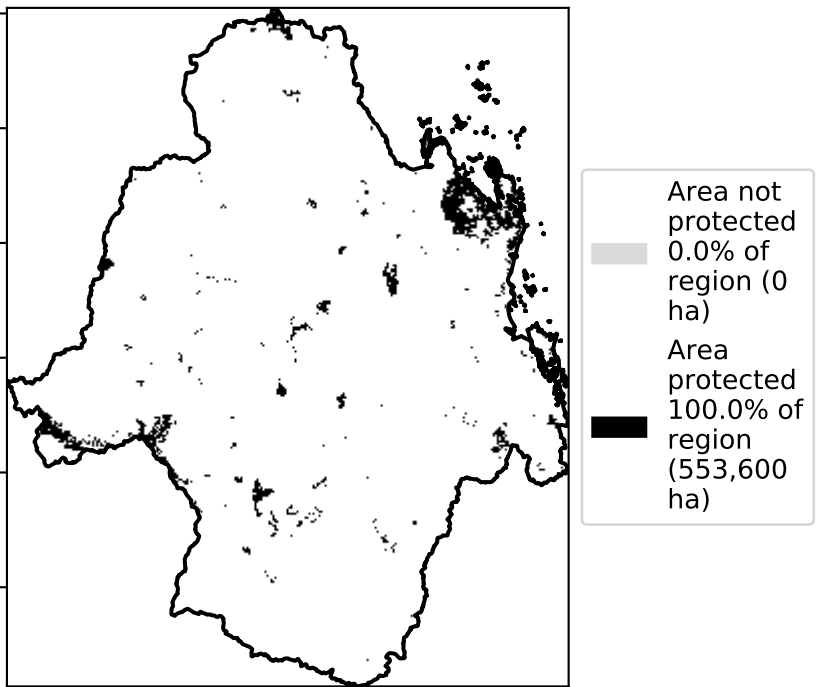 Area not
protected
0.0% of
region (0
ha)
Area
protected
100.0% of
region
(553,600
ha)